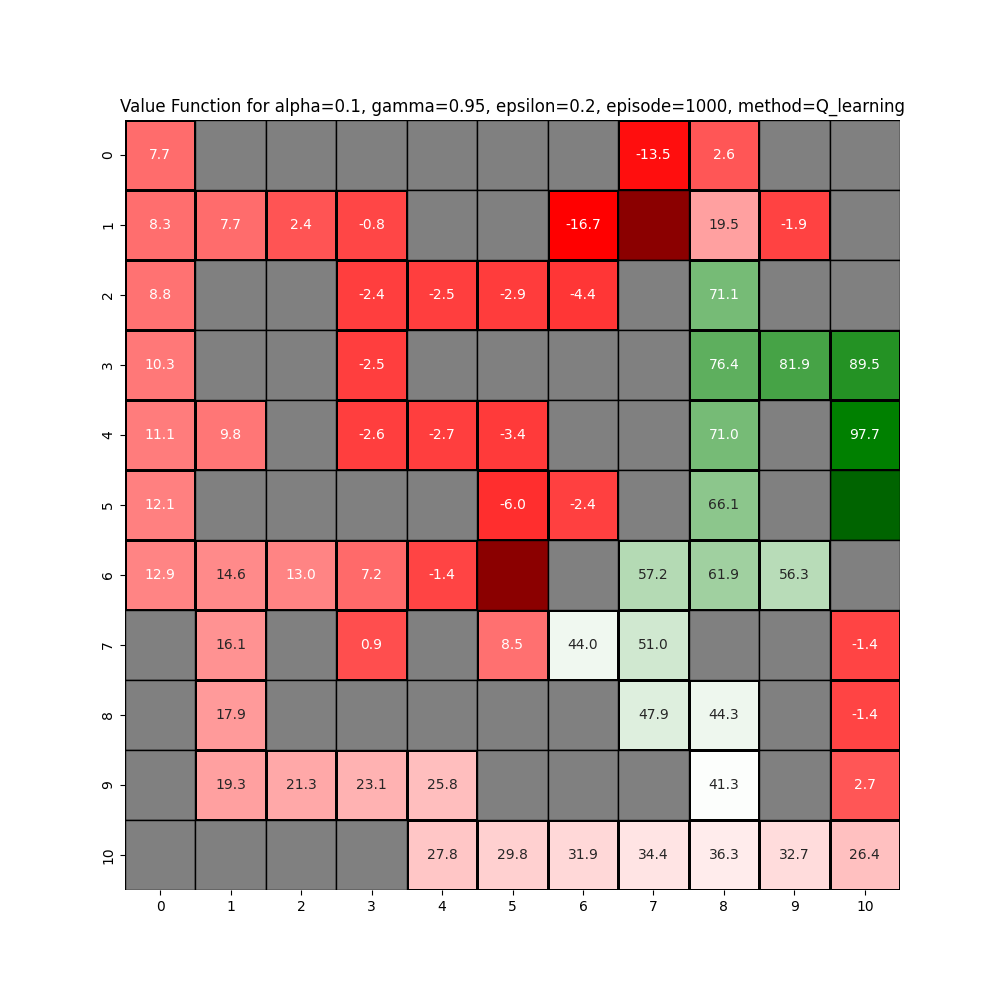 Value Function for alpha=0.1, gamma=0.95, epsilon=0.2, episode=1000, method=Q_learning
0 7.7 -13.5 2.6
1 8.3 7.7 2.4 -0.8 -16.7 19.5 -1.9
2 8.8 -2.4 -2.5 -2.9 -4.4 71.1
3 10.3 -2.5 76.4 81.9 89.5
4 11.1 9.8 -2.6 -2.7 -3.4 71.0 97.7
5 12.1 -6.0 -2.4 66.1
6 12.9 14.6 13.0 7.2 -1.4 57.2 61.9 56.3
7 16.1 0.9 8.5 44.0 51.0 -1.4
8 17.9 47.9 44.3 -1.4
9 19.3 21.3 23.1 25.8 41.3 2.7
10 27.8 29.8 31.9 34.4 36.3 32.7 26.4
0 1 2 3 4 5 6 7 8 9 10